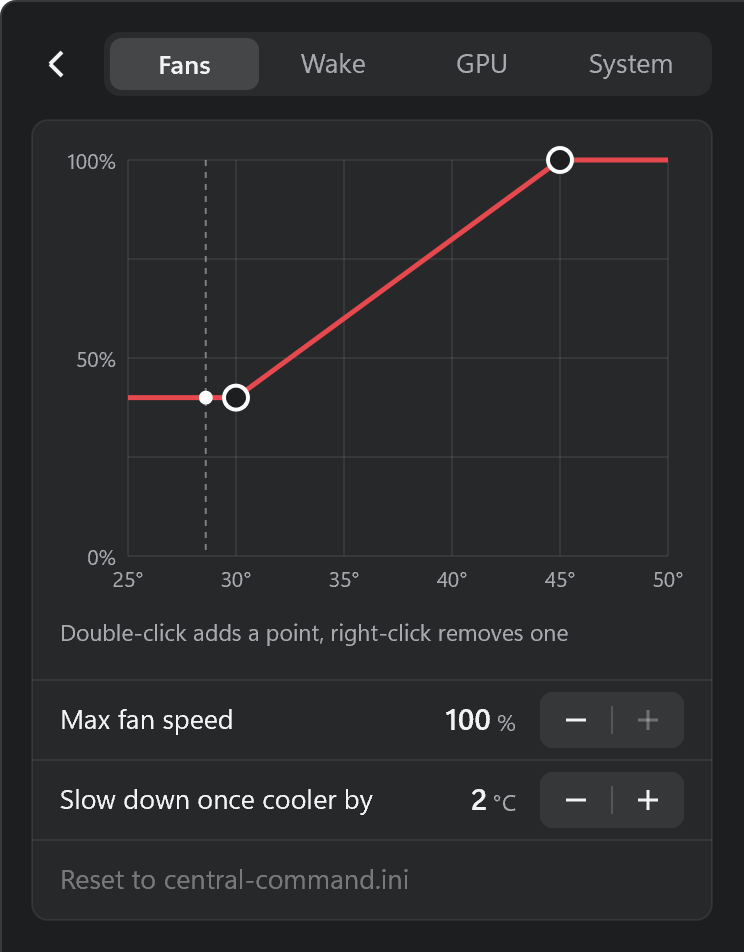 Fans Wake GPU System
100%
50%
0%
25° 30° 35° 40° 45° 50°
Double-click adds a point, right-click removes one
Max fan speed 100 % − +
Slow down once cooler by 2 °C − +
Reset to central-command.ini